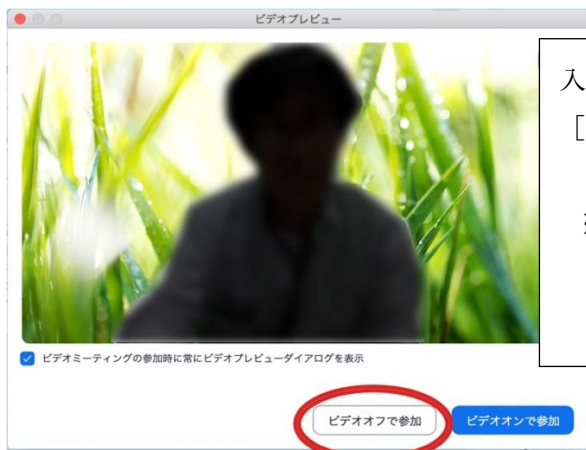 ビデオプレビュー
入
［
ビデオミーティングの参加時に常にビデオプレビューダイアログを表示
ビデオオフで参加
ビデオオンで参加